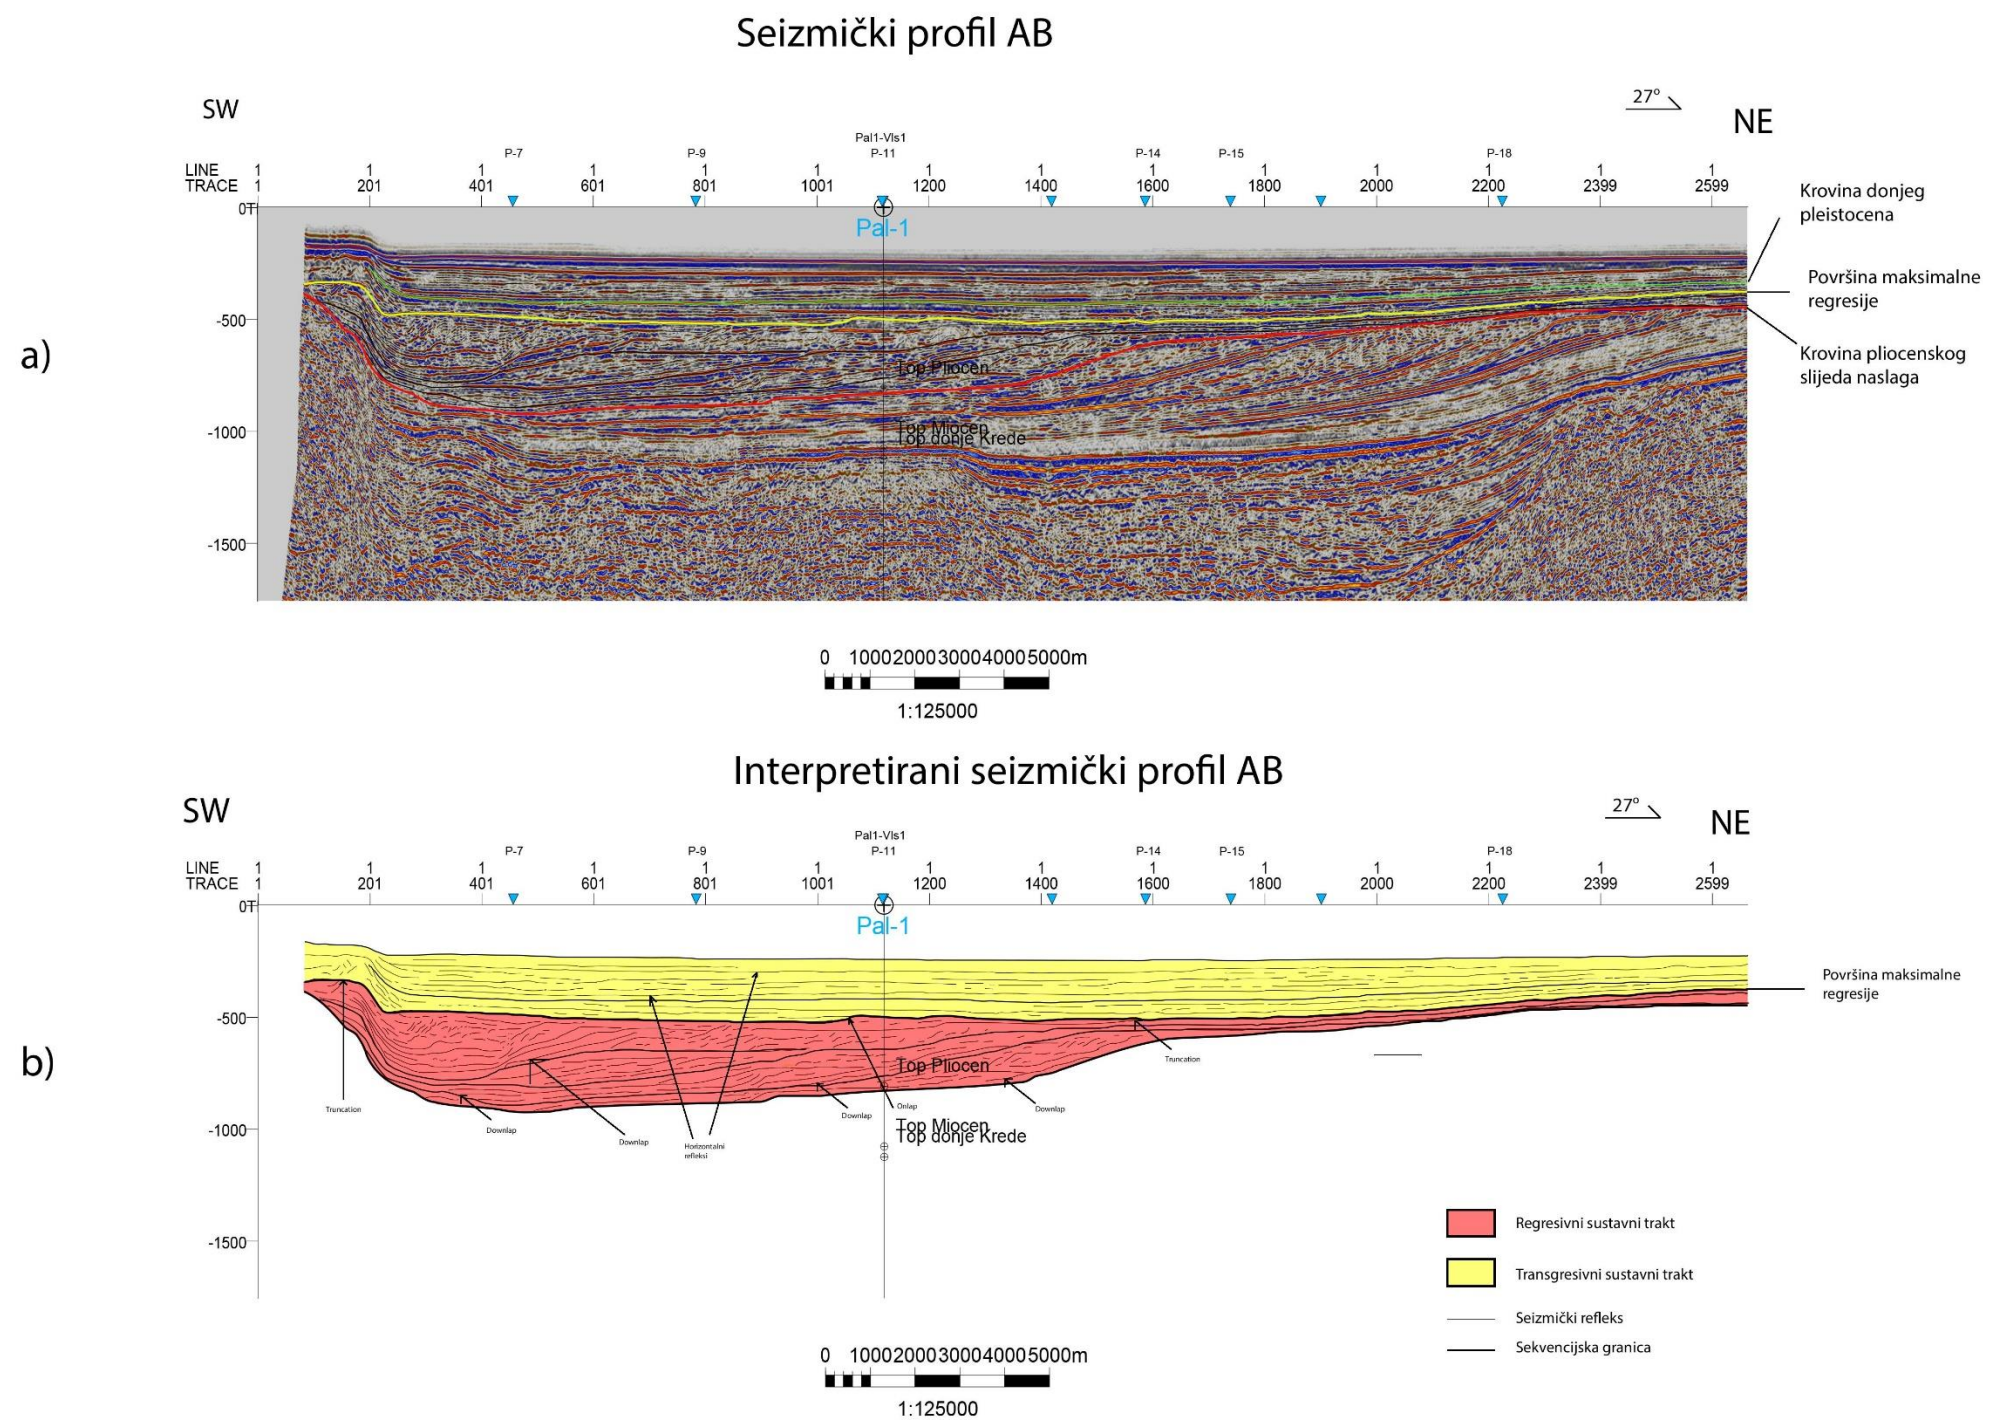 Seizmički profil AB
SW
27°
NE
Pal1-Vls1
P-7 P-9 P-11 P-14 P-15 P-18
LINE 1 1 1 1 1 1 1 1 1 1 1 1 1 1
TRACE 1 201 401 601 801 1001 1200 1400 1600 1800 2000 2200 2399 2599
0T
Pal-1
Krovina donjeg
pleistocena
Površina maksimalne
regresije
-500
a)
Krovina pliocenskog
slijeda naslaga
Top Pliocen
-1000
Top Miocen
Top donje Krede
-1500
0 1000 2000 3000 4000 5000m
1:125000
Interpretirani seizmički profil AB
SW
27°
NE
Pal1-Vls1
P-7 P-9 P-11 P-14 P-15 P-18
LINE 1 1 1 1 1 1 1 1 1 1 1 1 1 1
TRACE 1 201 401 601 801 1001 1200 1400 1600 1800 2000 2200 2399 2599
0T
Pal-1
Površina maksimalne
regresije
-500
b)
Top Pliocen
Truncation
Truncation
Downlap
Downlap
Onlap
Downlap
Downlap
Horizontalni
refleksi
-1000
Top Miocen
Top donje Krede
Regresivni sustavni trakt
-1500
Transgresivni sustavni trakt
Seizmički refleks
Sekvencijska granica
0 1000 2000 3000 4000 5000m
1:125000